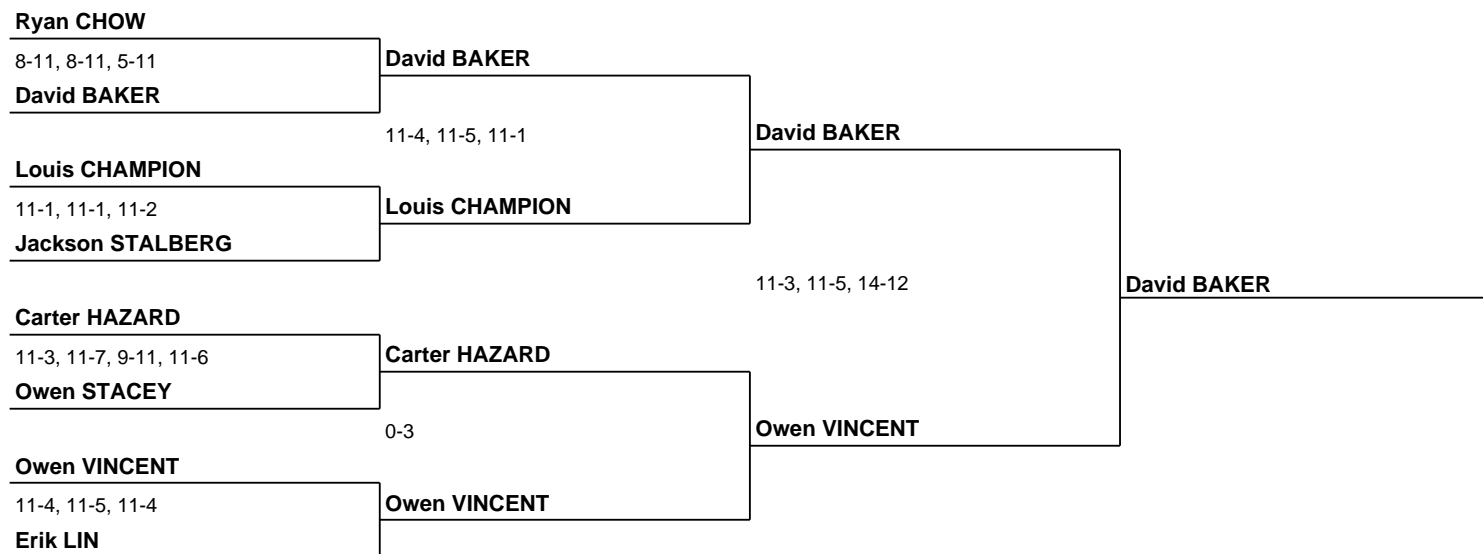 Ryan CHOW
8-11, 8-11, 5-11
David BAKER
David BAKER
11-4, 11-5, 11-1
David BAKER
Louis CHAMPION
11-1, 11-1, 11-2
Louis CHAMPION
Jackson STALBERG
11-3, 11-5, 14-12
David BAKER
Carter HAZARD
11-3, 11-7, 9-11, 11-6
Carter HAZARD
Owen STACEY
0-3
Owen VINCENT
Owen VINCENT
11-4, 11-5, 11-4
Owen VINCENT
Erik LIN